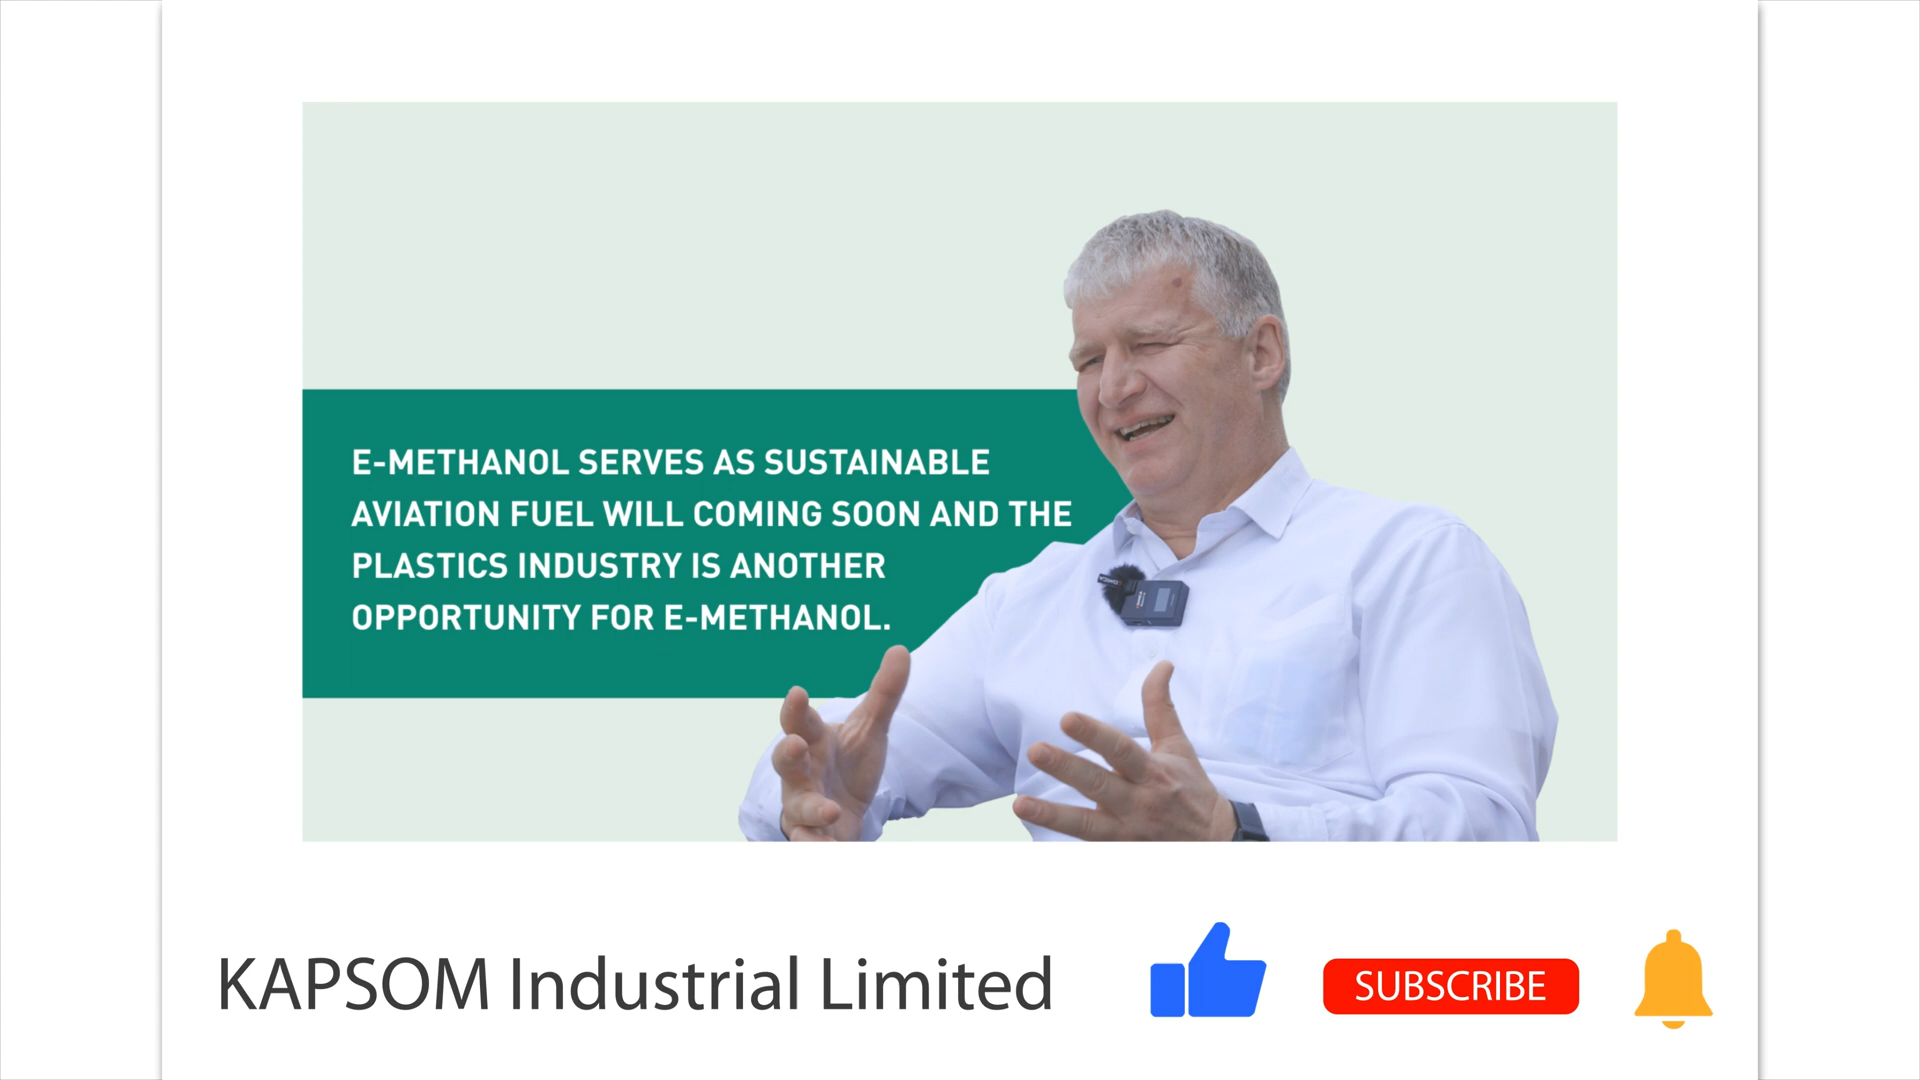 E-METHANOL SERVES AS SUSTAINABLE
AVIATION FUEL WILL COMING SOON AND THE
PLASTICS INDUSTRY IS ANOTHER
OPPORTUNITY FOR E-METHANOL.
KAPSOM Industrial Limited
SUBSCRIBE